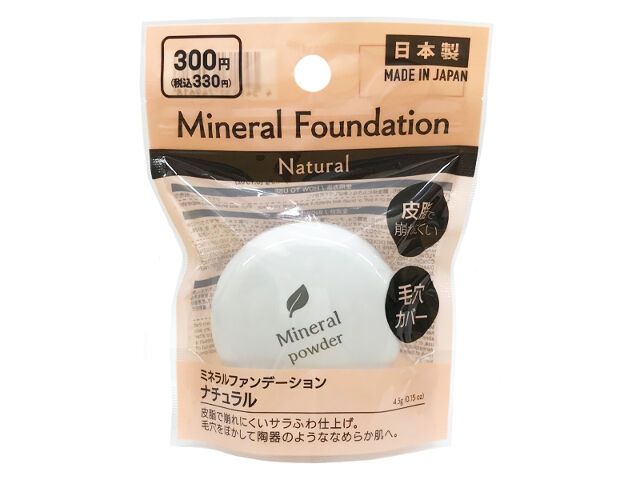 300円
(税込330円)
日本製
MADE IN JAPAN
Mineral Foundation
Natural
皮脂で
崩れにくい
毛穴
カバー
Mineral
powder
ミネラルファンデーション
ナチュラル
4.5g (0.15 oz)
皮脂で崩れにくいサラふわ仕上げ。
毛穴をぼかして陶器のようななめらか肌へ。